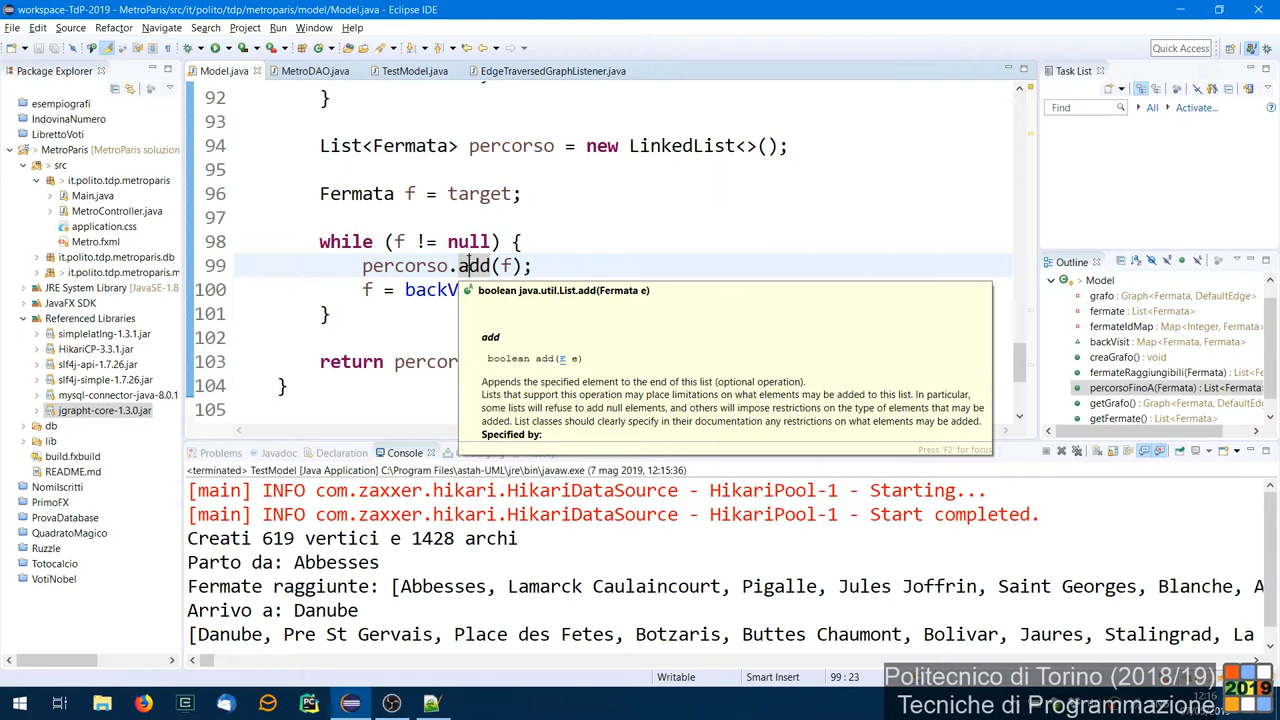 workspace-TdP-2019 - MetroParis/src/it/polito/tdp/metroparis/model/Model.java - Eclipse IDE
File Edit Source Refactor Navigate Search Project Run Window Help
Quick Access
Package Explorer
Model.java MetroDAO.java TestModel.java EdgeTraversedGraphListener.java
Task List
Find All Activate...
esempiografi
IndovinaNumero
LibrettoVoti
MetroParis [MetroParis soluzion
src
it.polito.tdp.metroparis
Main.java
MetroController.java
application.css
Metro.fxml
it.polito.tdp.metroparis.db
it.polito.tdp.metroparis.
JRE System Library [JavaSE-1.8]
JavaFX SDK
Referenced Libraries
simplelatlng-1.3.1.jar
HikariCP-3.3.1.jar
slf4j-api-1.7.26.jar
slf4j-simple-1.7.26.jar
mysql-connector-java-8.0.1
jgrapht-core-1.3.0.jar
db
lib
build.fxbuild
README.md
NomiIscritti
PrimoFX
ProvaDatabase
QuadratoMagico
Ruzzle
Totocalcio
VotiNobel
92 }
93
94 List<Fermata> percorso = new LinkedList<>();
95
96 Fermata f = target;
97
98 while (f != null) {
99 percorso.add(f);
100 f = backV
101 }
102
103 return percor
104 }
105
boolean java.util.List.add(Fermata e)
add
boolean add(E e)
Appends the specified element to the end of this list (optional operation).
Lists that support this operation may place limitations on what elements may be added to this list. In particular,
some lists will refuse to add null elements, and others will impose restrictions on the type of elements that may be
added. List classes should clearly specify in their documentation any restrictions on what elements may be added.
Specified by:
Press 'F2' for focus
Outline
Model
grafo : Graph<Fermata, DefaultEdge>
fermate : List<Fermata>
fermateIdMap : Map<Integer, Fermata>
backVisit : Map<Fermata, Fermata>
creaGrafo() : void
fermateRaggiungibili(Fermata) :
percorsoFinoA(Fermata) : List<Fermata>
getGrafo() : Graph<Fermata, Default
getFermate() : List<Fermata>
Problems Javadoc Declaration Console
<terminated> TestModel [Java Application] C:\Program Files\astah-UML\jre\bin\javaw.exe (7 mag 2019, 12:15:36)
[main] INFO com.zaxxer.hikari.HikariDataSource - HikariPool-1 - Starting...
[main] INFO com.zaxxer.hikari.HikariDataSource - HikariPool-1 - Start completed.
Creati 619 vertici e 1428 archi
Parto da: Abbesses
Fermate raggiunte: [Abbesses, Lamarck Caulaincourt, Pigalle, Jules Joffrin, Saint Georges, Blanche, A
Arrivo a: Danube
[Danube, Pre St Gervais, Place des Fetes, Botzaris, Buttes Chaumont, Bolivar, Jaures, Stalingrad, La
Writable Smart Insert 99 : 23
Politecnico di Torino (2018/19)
Tecniche di Programmazione
2019
12:16